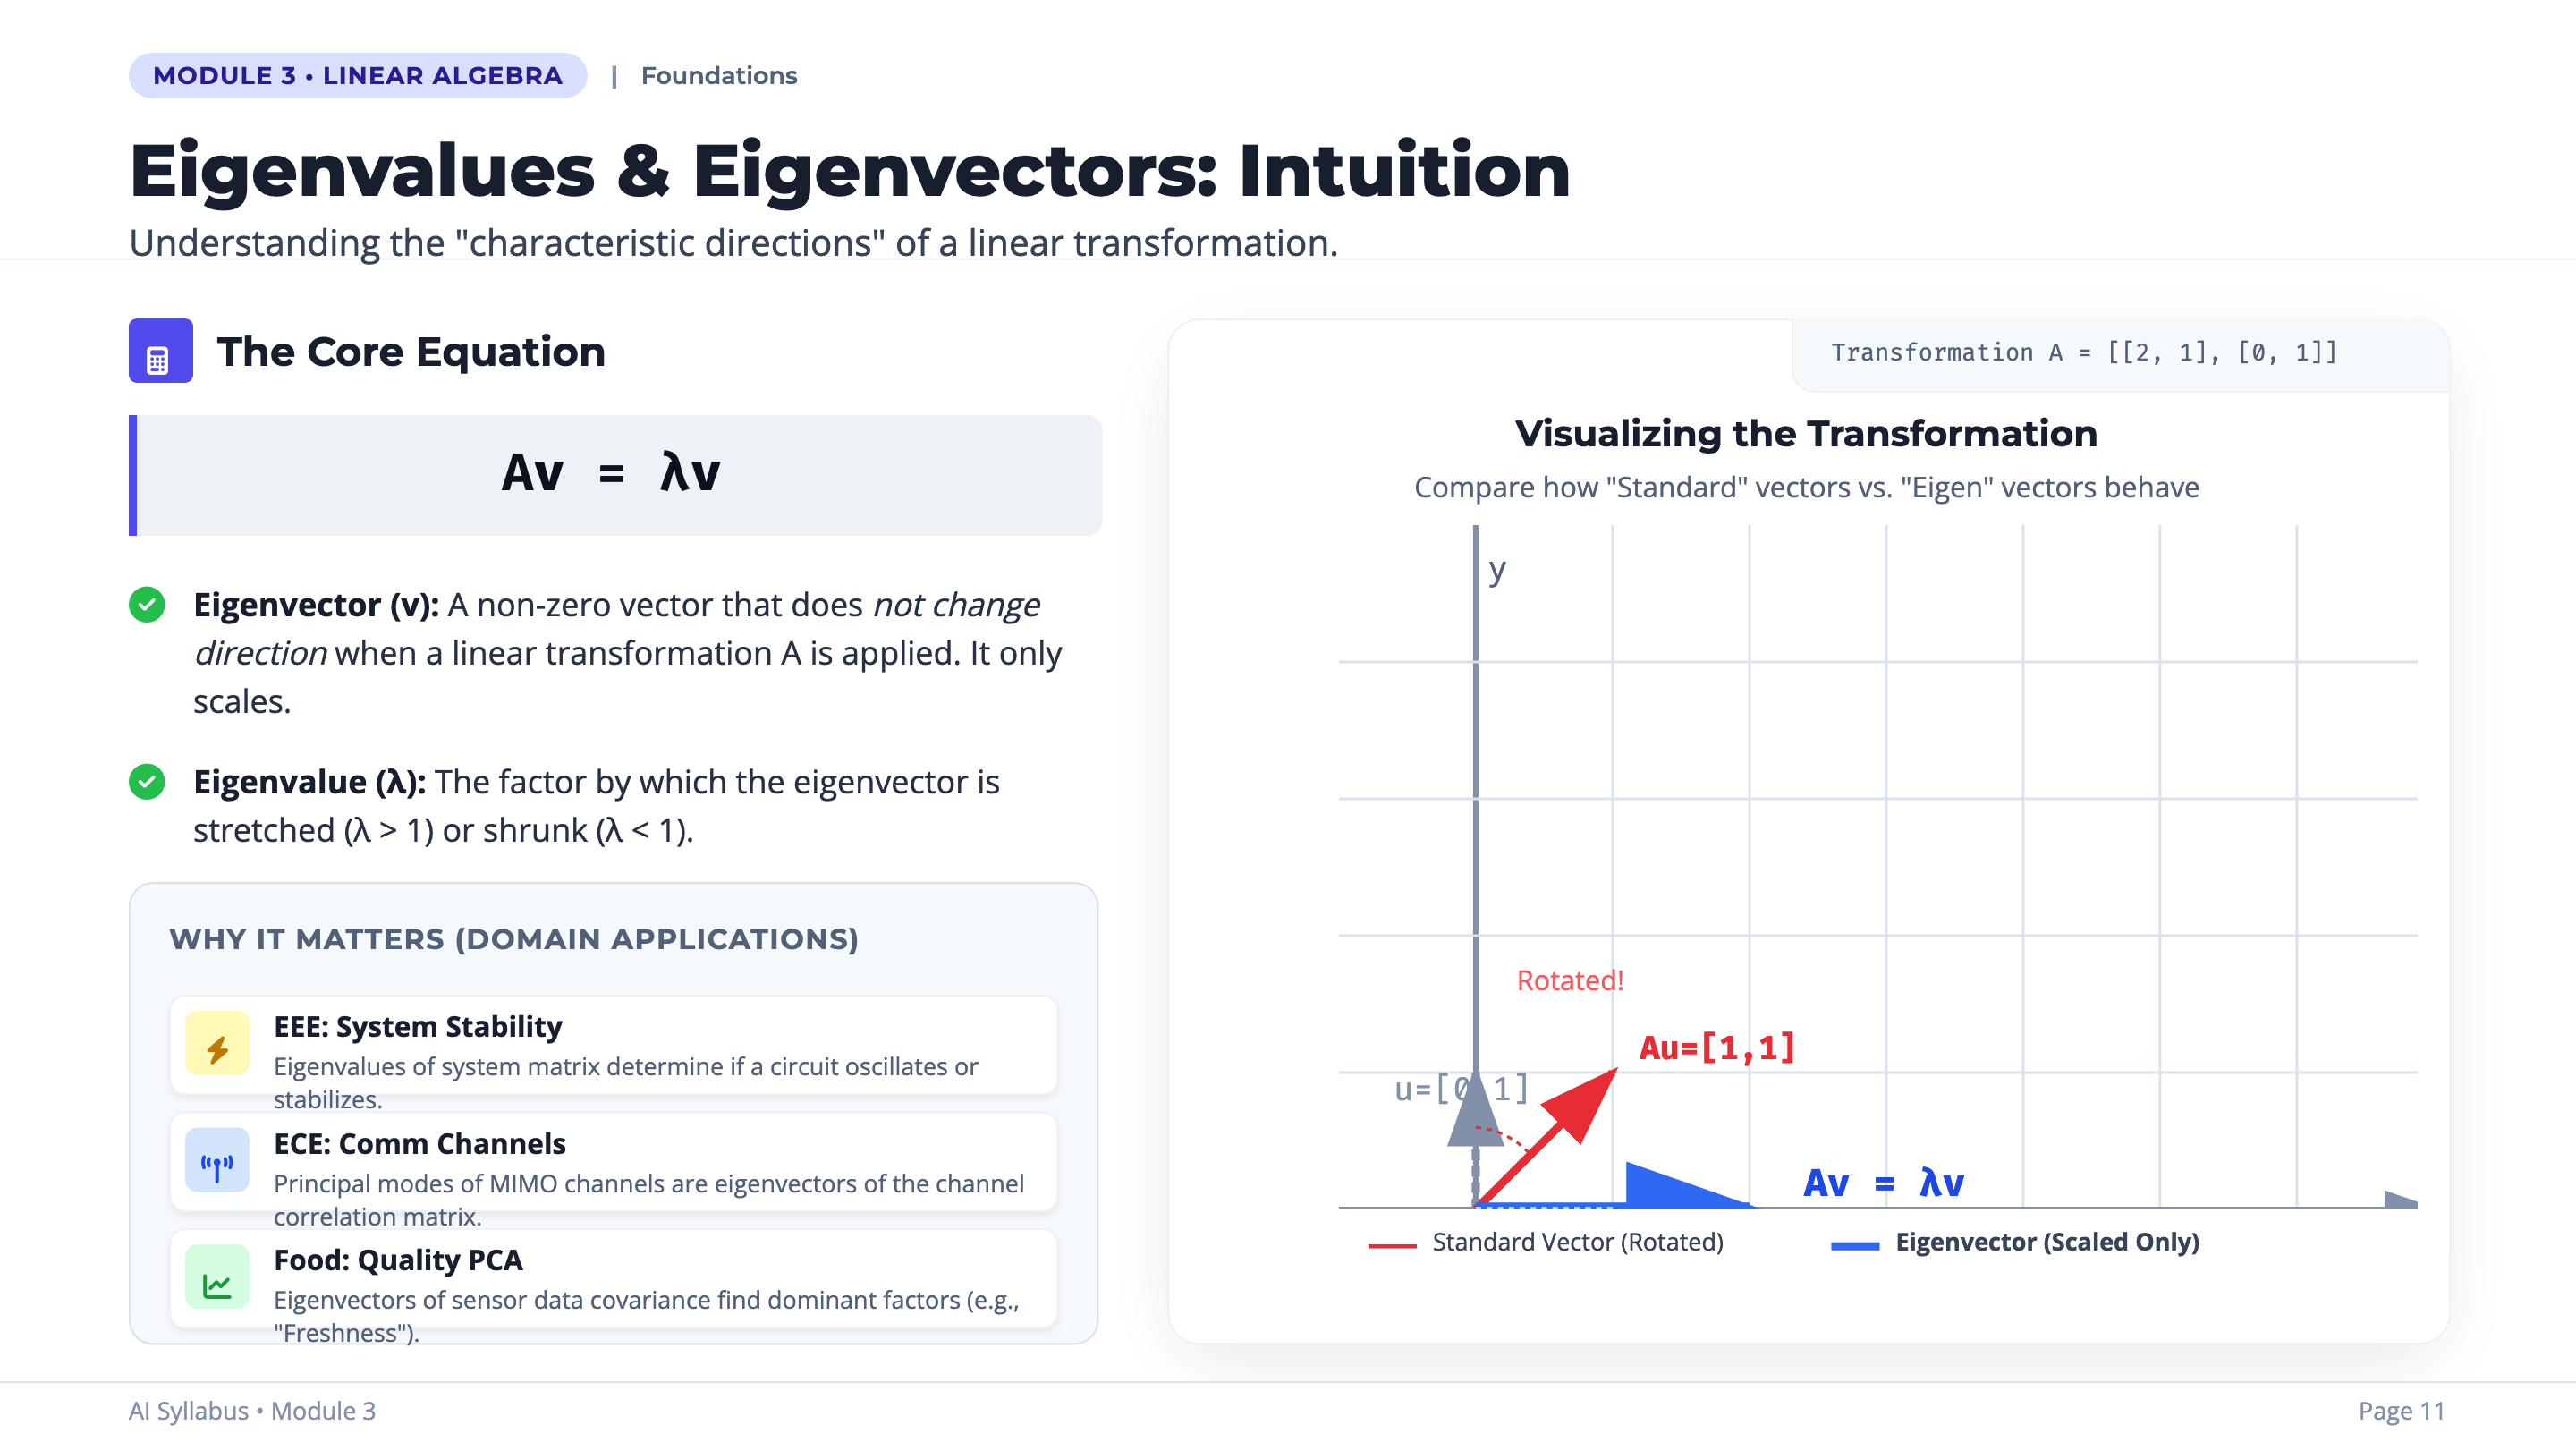 MODULE 3 • LINEAR ALGEBRA | Foundations
Eigenvalues & Eigenvectors: Intuition
Understanding the "characteristic directions" of a linear transformation.
The Core Equation
Av = λv
Eigenvector (v): A non-zero vector that does not change
direction when a linear transformation A is applied. It only
scales.
Eigenvalue (λ): The factor by which the eigenvector is
stretched (λ > 1) or shrunk (λ < 1).
WHY IT MATTERS (DOMAIN APPLICATIONS)
EEE: System Stability
Eigenvalues of system matrix determine if a circuit oscillates or
stabilizes.
ECE: Comm Channels
Principal modes of MIMO channels are eigenvectors of the channel
correlation matrix.
Food: Quality PCA
Eigenvectors of sensor data covariance find dominant factors (e.g.,
"Freshness").
Transformation A = [[2, 1], [0, 1]]
Visualizing the Transformation
Compare how "Standard" vectors vs. "Eigen" vectors behave
y
Rotated!
Au=[1,1]
u=[0,1]
Av = λv
Standard Vector (Rotated)
Eigenvector (Scaled Only)
AI Syllabus • Module 3
Page 11